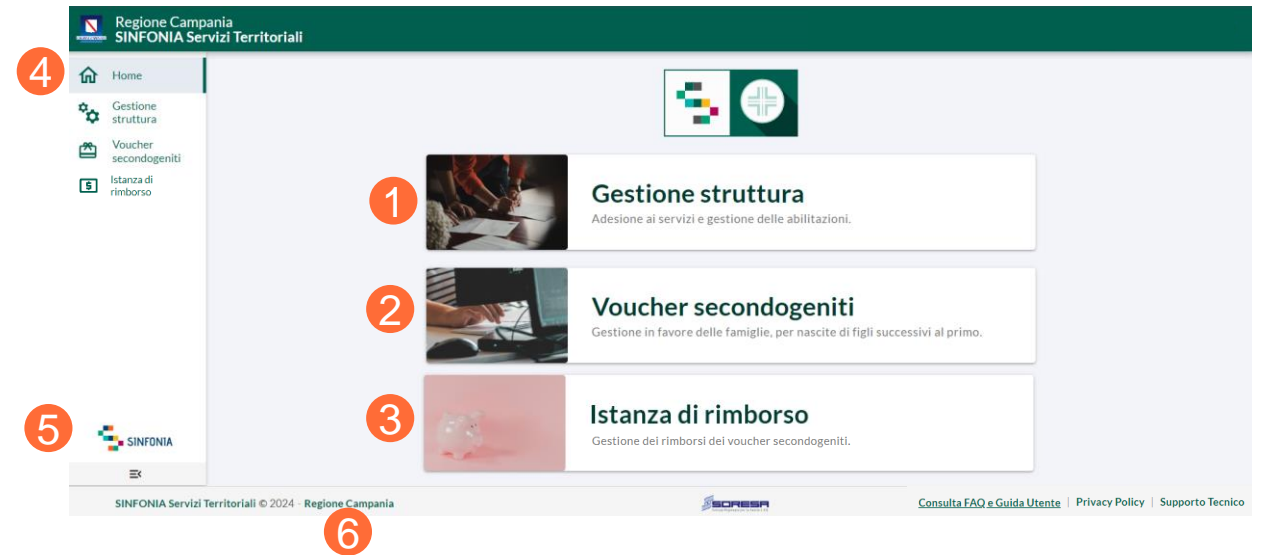 Regione Campania
SINFONIA Servizi Territoriali
4
Home
Gestione
struttura
Voucher
secondogeniti
Istanza di
rimborso
1
Gestione struttura
Adesione ai servizi e gestione delle abilitazioni.
2
Voucher secondogeniti
Gestione in favore delle famiglie, per nascite di figli successivi al primo.
3
Istanza di rimborso
Gestione dei rimborsi dei voucher secondogeniti.
5
SINFONIA
SINFONIA Servizi Territoriali © 2024 - Regione Campania
SORESA
Consulta FAQ e Guida Utente | Privacy Policy | Supporto Tecnico
6